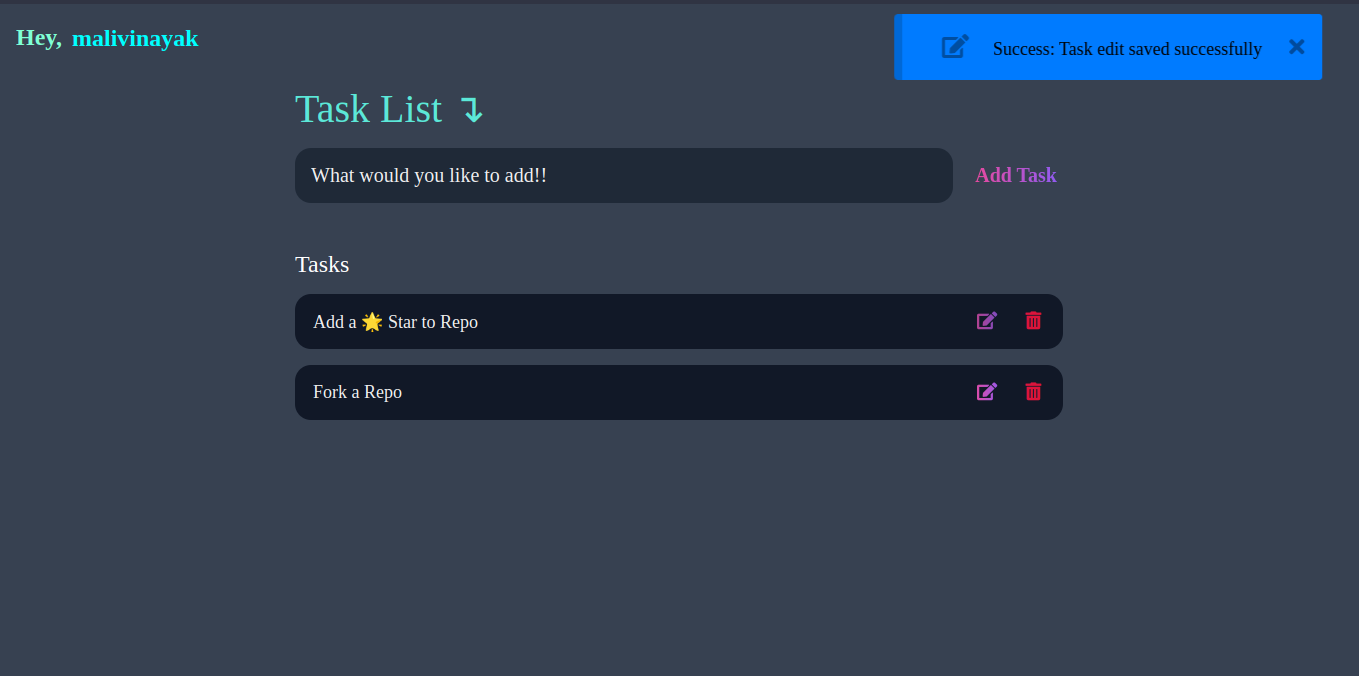 Hey, malivinayak
Success: Task edit saved successfully
Task List ↴
What would you like to add!!
Add Task
Tasks
Add a 🌟 Star to Repo
Fork a Repo